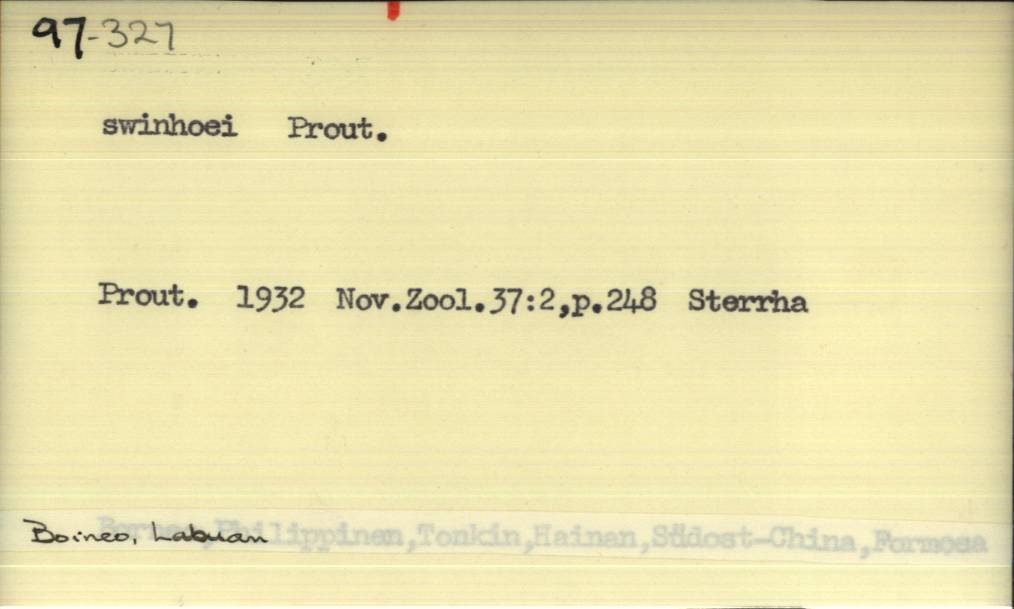 97-327
swinhoei Prout.
Prout. 1932 Nov.Zool.37:2,p.248 Sterrha
Borneo, Labuan
Borneo,Philippinen,Tonkin,Hainan,Südost-China,Formosa